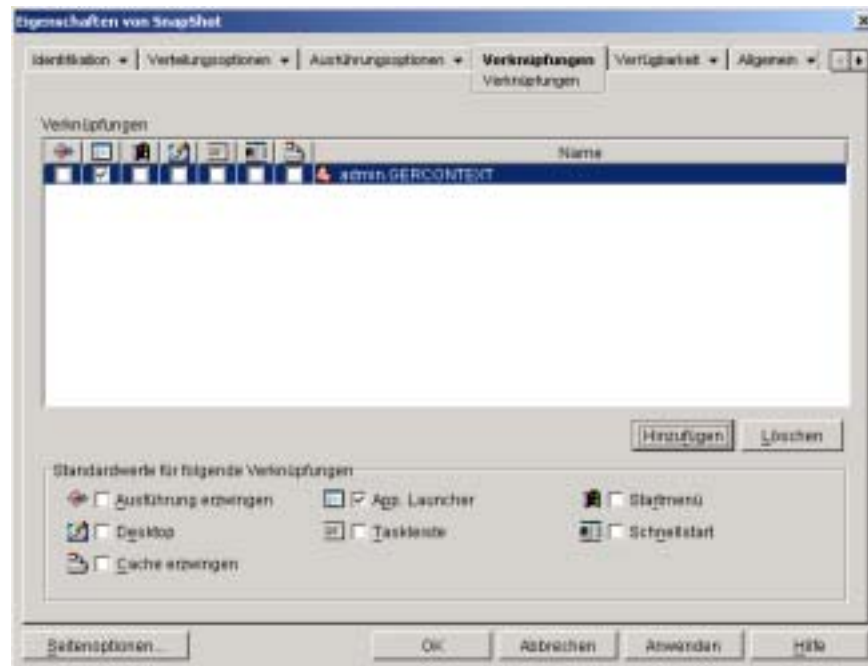 Eigenschaften von SnapShot
Identifikation Verteilungsoptionen Ausführungsoptionen Verknüpfungen Verfügbarkeit Allgemein
Verknüpfungen
Verknüpfungen
Name
admin.GERCONTEXT
Hinzufügen Löschen
Standardwerte für folgende Verknüpfungen
Ausführung erzwingen App. Launcher Startmenü
Desktop Taskleiste Schnellstart
Cache erzwingen
Seitenoptionen... OK Abbrechen Anwenden Hilfe